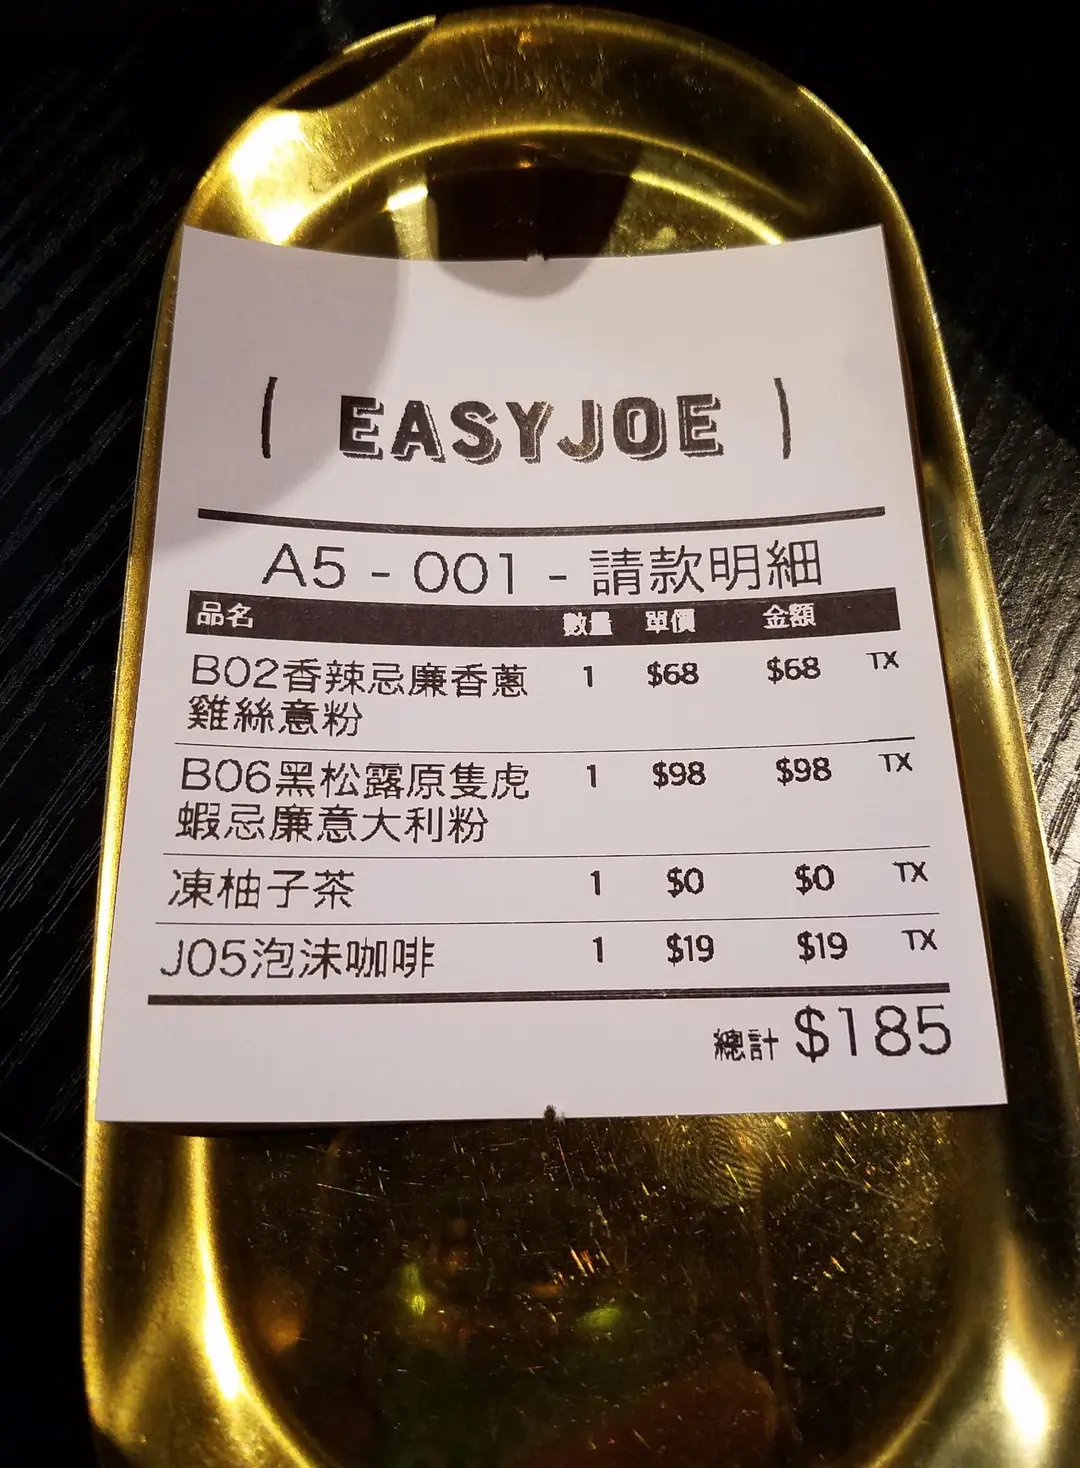 ( EASYJOE )
A5 - 001 - 請款明細
品名 數量 單價 金額
B02香辣忌廉香蔥 1 $68 $68 TX
雞絲意粉
B06黑松露原隻虎 1 $98 $98 TX
蝦忌廉意大利粉
凍柚子茶 1 $0 $0 TX
J05泡沫咖啡 1 $19 $19 TX
總計 $185